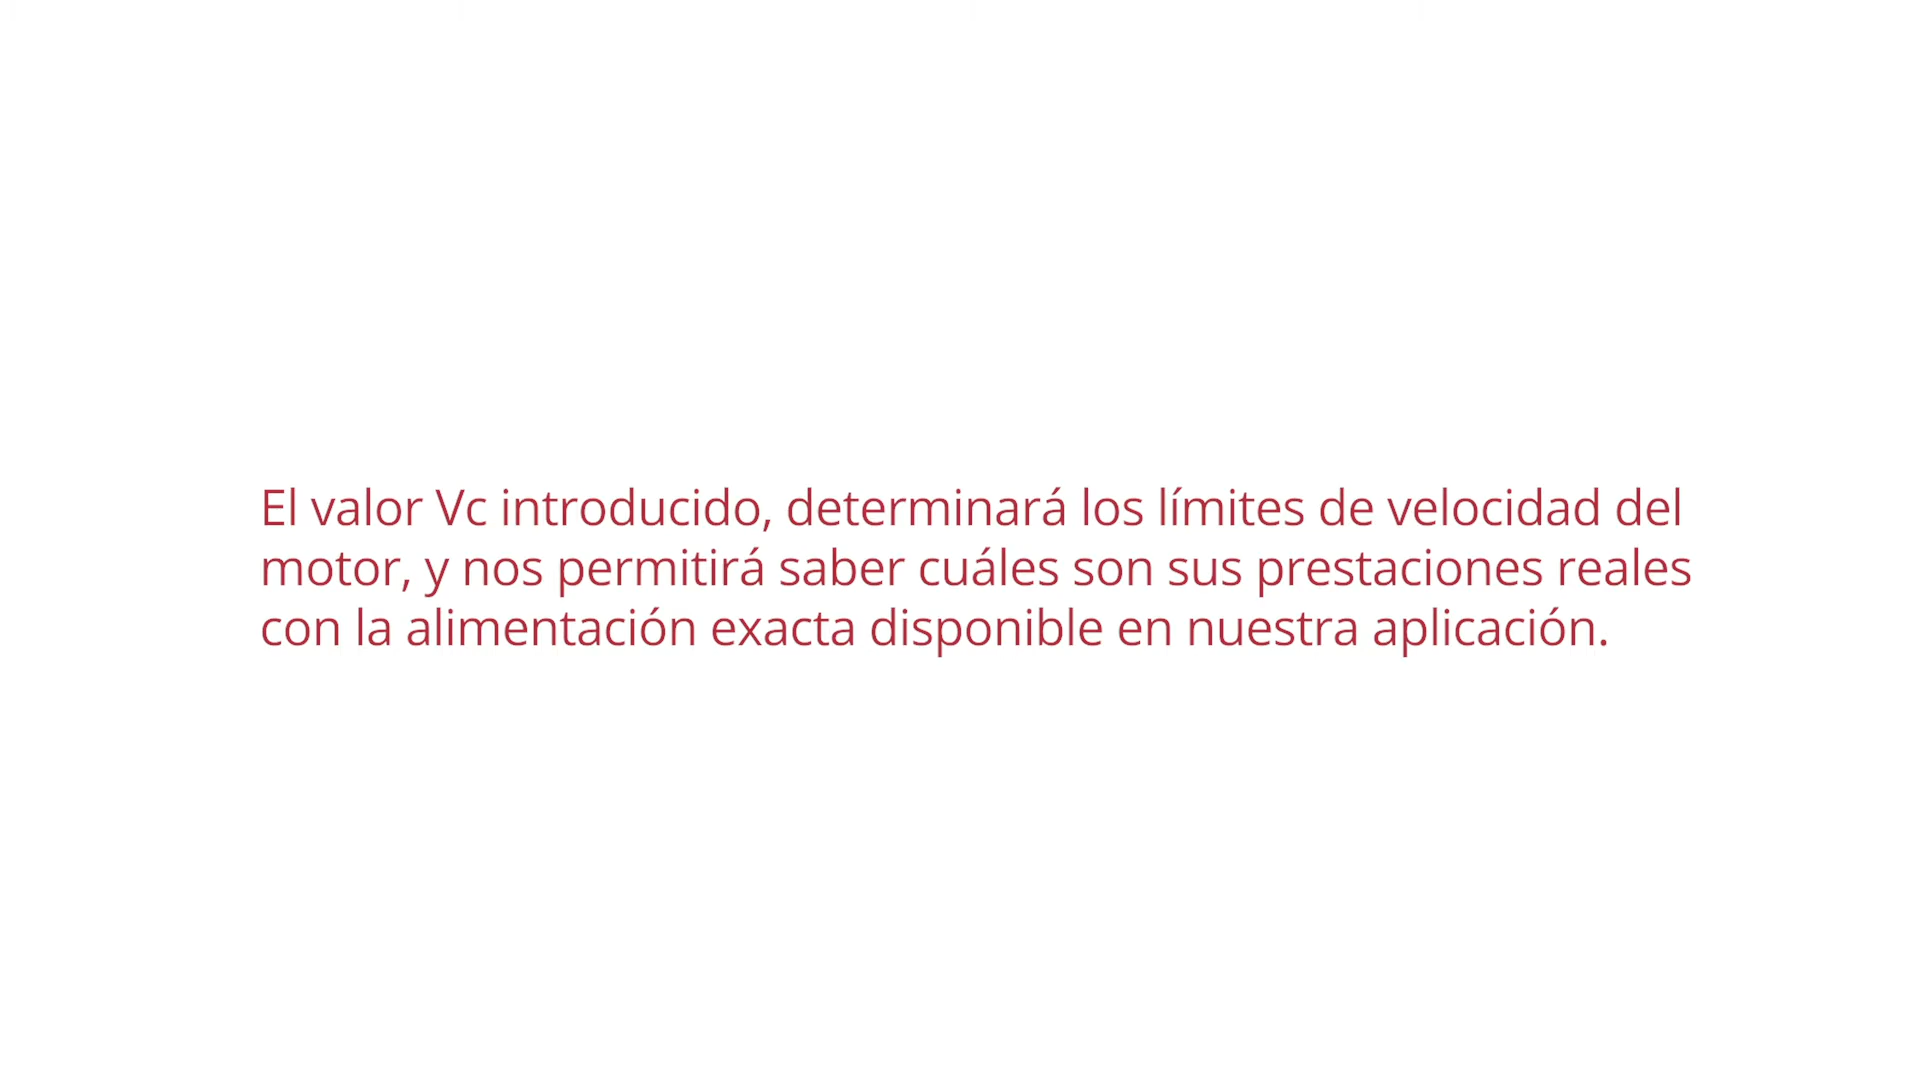 El valor Vc introducido, determinará los límites de velocidad del
motor, y nos permitirá saber cuáles son sus prestaciones reales
con la alimentación exacta disponible en nuestra aplicación.